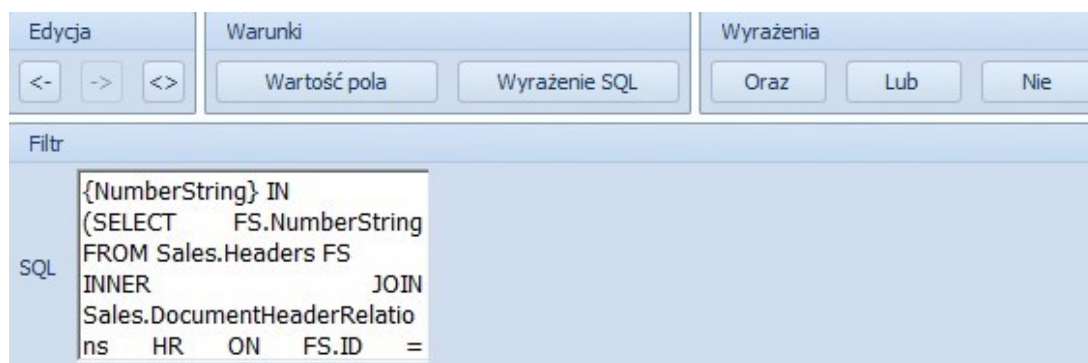 Edycja Warunki Wyrażenia
<- -> <> Wartość pola Wyrażenie SQL Oraz Lub Nie
Filtr
SQL
{NumberString} IN
(SELECT FS.NumberString
FROM Sales.Headers FS
INNER JOIN
Sales.DocumentHeaderRelatio
ns HR ON FS.ID =